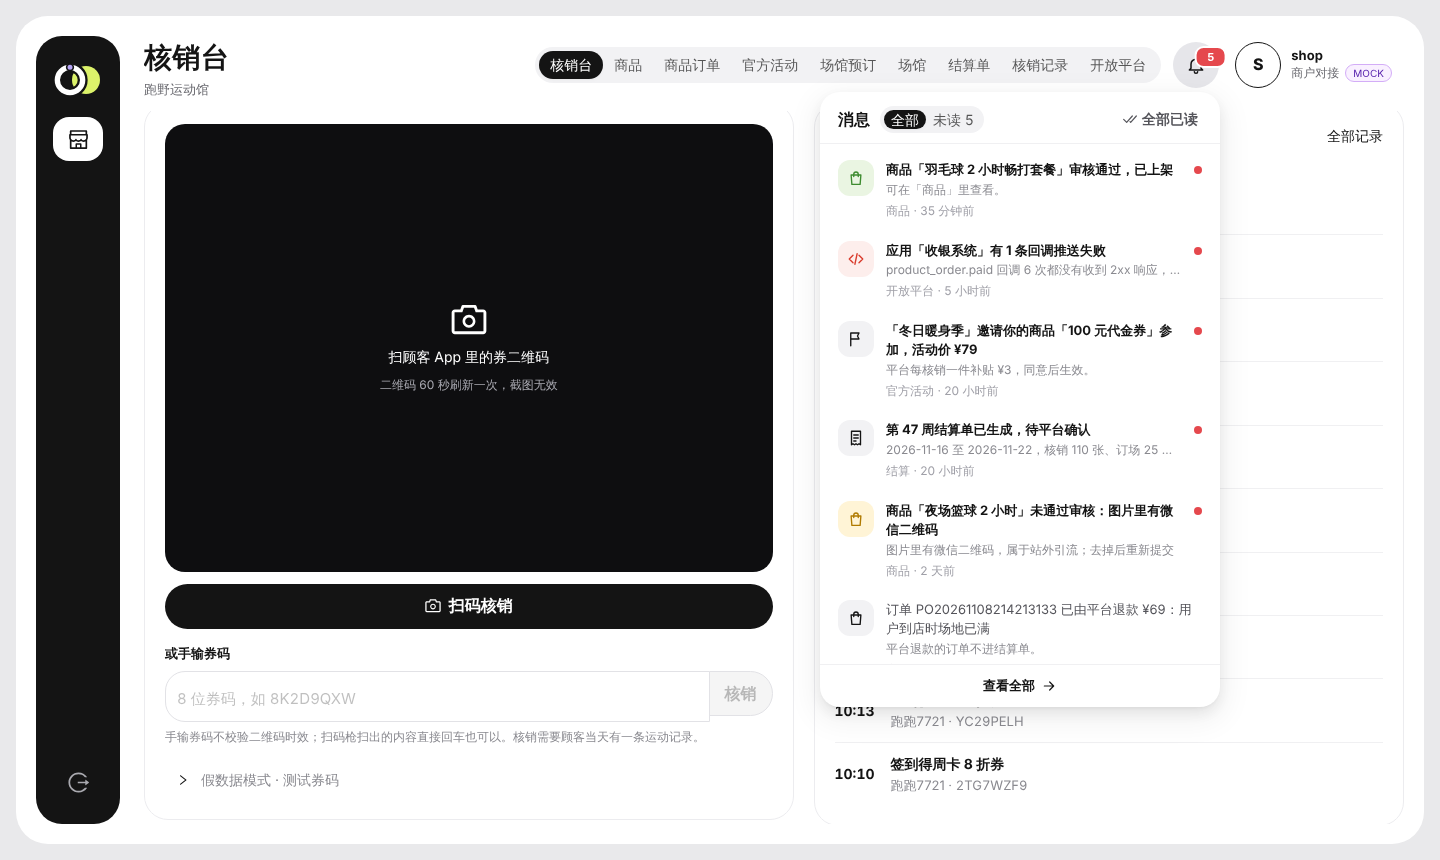 核销台
跑野运动馆
核销台 商品 商品订单 官方活动 场馆预订 场馆 结算单 核销记录 开放平台
5
S
shop
商户对接 MOCK
扫顾客 App 里的券二维码
二维码 60 秒刷新一次，截图无效
扫码核销
或手输券码
8 位券码，如 8K2D9QXW
核销
手输券码不校验二维码时效；扫码枪扫出的内容直接回车也可以。核销需要顾客当天有一条运动记录。
假数据模式 · 测试券码
消息 全部 未读 5 全部已读
商品「羽毛球 2 小时畅打套餐」审核通过，已上架
可在「商品」里查看。
商品 · 35 分钟前
应用「收银系统」有 1 条回调推送失败
product_order.paid 回调 6 次都没有收到 2xx 响应，...
开放平台 · 5 小时前
「冬日暖身季」邀请你的商品「100 元代金券」参
加，活动价 ¥79
平台每核销一件补贴 ¥3，同意后生效。
官方活动 · 20 小时前
第 47 周结算单已生成，待平台确认
2026-11-16 至 2026-11-22，核销 110 张、订场 25 ...
结算 · 20 小时前
商品「夜场篮球 2 小时」未通过审核：图片里有微
信二维码
图片里有微信二维码，属于站外引流；去掉后重新提交
商品 · 2 天前
订单 PO20261108214213133 已由平台退款 ¥69：用
户到店时场地已满
平台退款的订单不进结算单。
查看全部
全部记录
10:13
跑跑7721 · YC29PELH
10:10
签到得周卡 8 折券
跑跑7721 · 2TG7WZF9